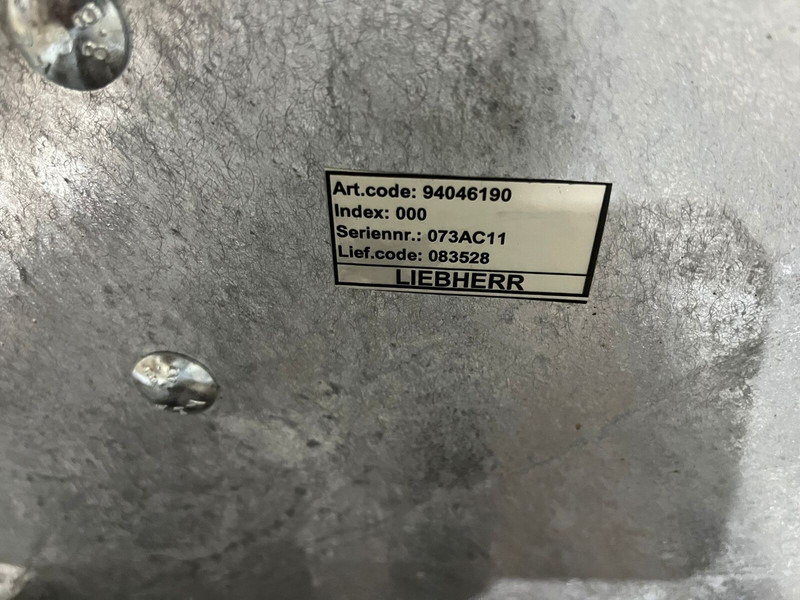 Art.code: 94046190
Index: 000
Seriennr.: 073AC11
Lief.code: 083528
LIEBHERR